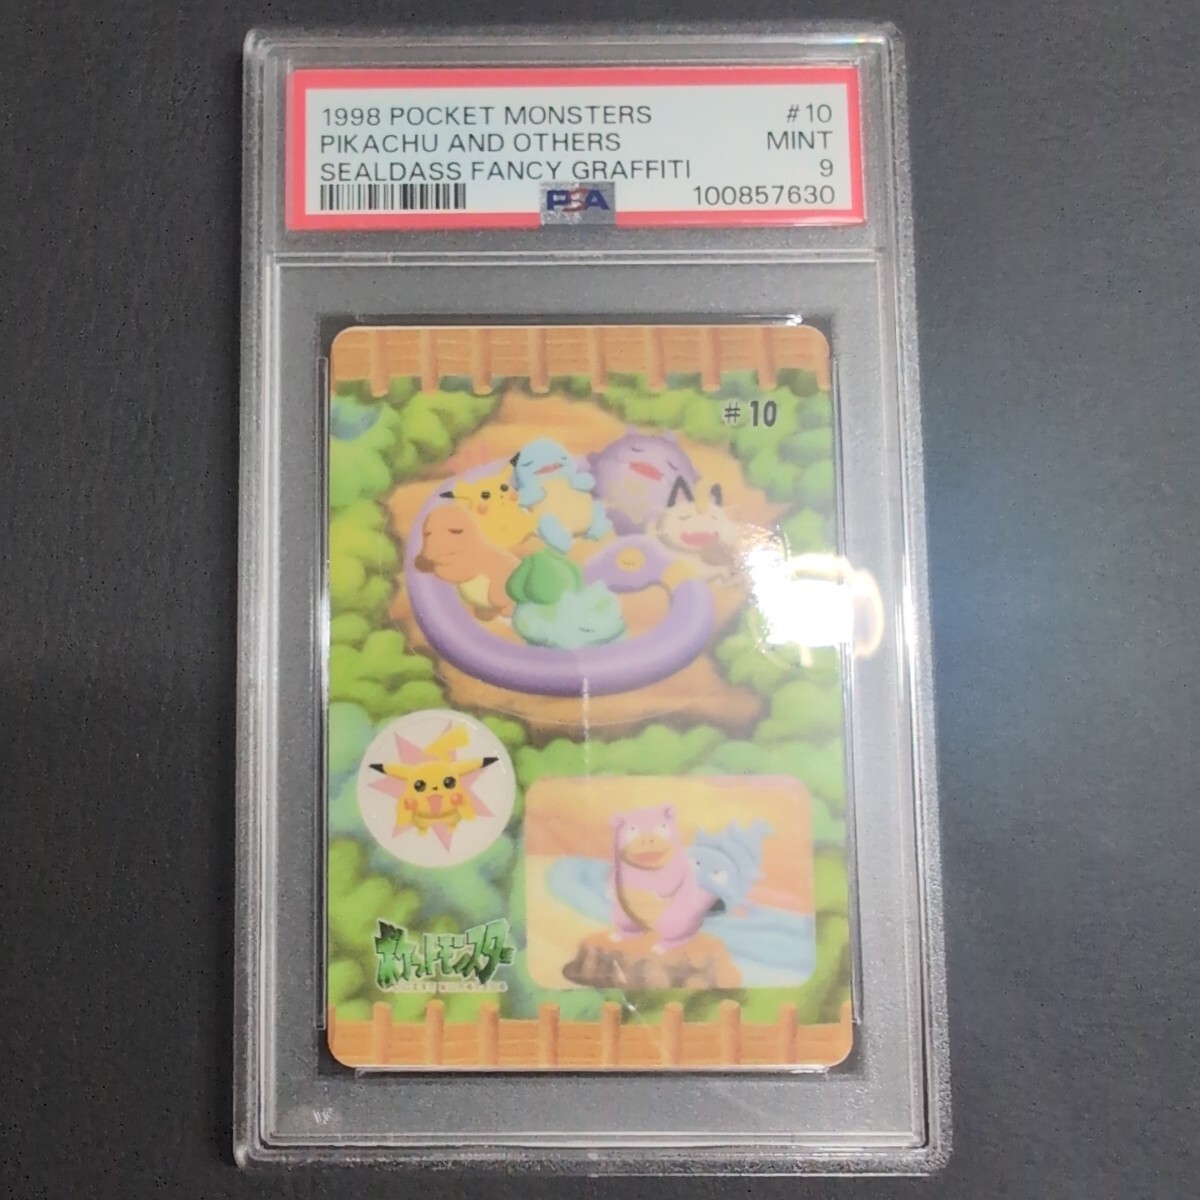 1998 POCKET MONSTERS #10
PIKACHU AND OTHERS MINT
SEALDASS FANCY GRAFFITI 9
PSA 100857630
#10
ポケットモンスター